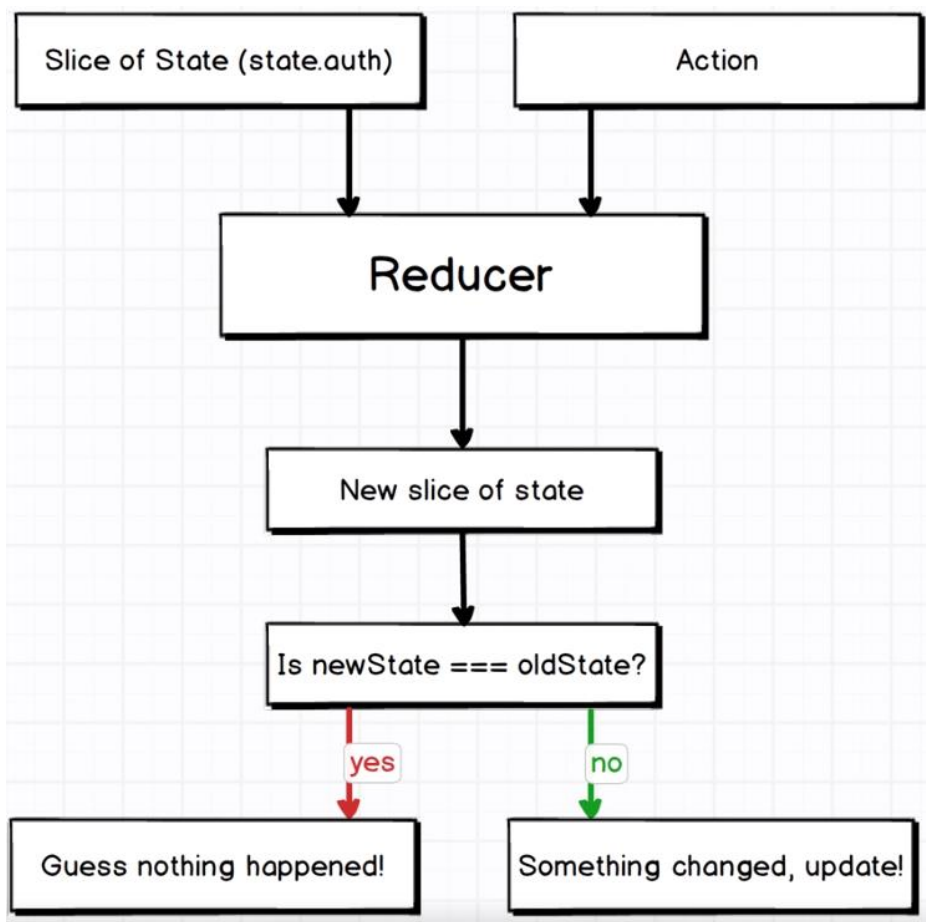 Slice of State (state.auth)
Action
Reducer
New slice of state
Is newState === oldState?
yes
no
Guess nothing happened!
Something changed, update!